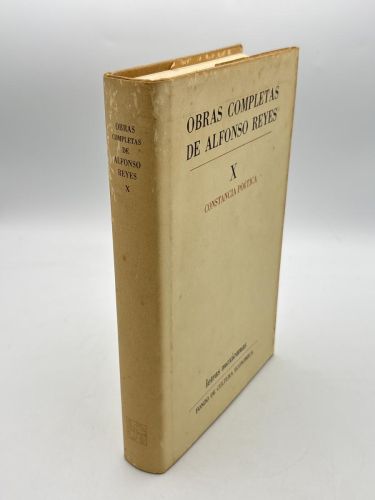 OBRAS
COMPLETAS
DE
ALFONSO
REYES
X
OBRAS COMPLETAS
DE ALFONSO REYES
X
CONSTANCIA POÉTICA
letras mexicanas
FONDO DE CULTURA ECONÓMICA